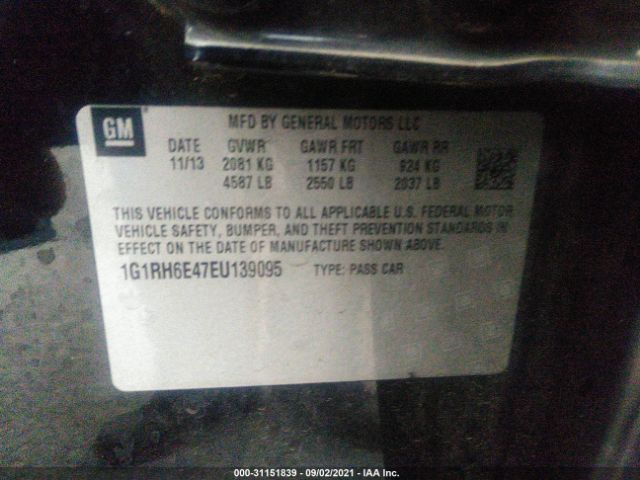 GM
MFD BY GENERAL MOTORS LLC
DATE GVWR GAWR FRT GAWR RR
11/13 2081 KG 1157 KG 924 KG
4587 LB 2550 LB 2037 LB
THIS VEHICLE CONFORMS TO ALL APPLICABLE U.S. FEDERAL MOTOR
VEHICLE SAFETY, BUMPER, AND THEFT PREVENTION STANDARDS IN
EFFECT ON THE DATE OF MANUFACTURE SHOWN ABOVE.
1G1RH6E47EU139095 TYPE: PASS CAR
000-31151839 - 09/02/2021 - IAA Inc.